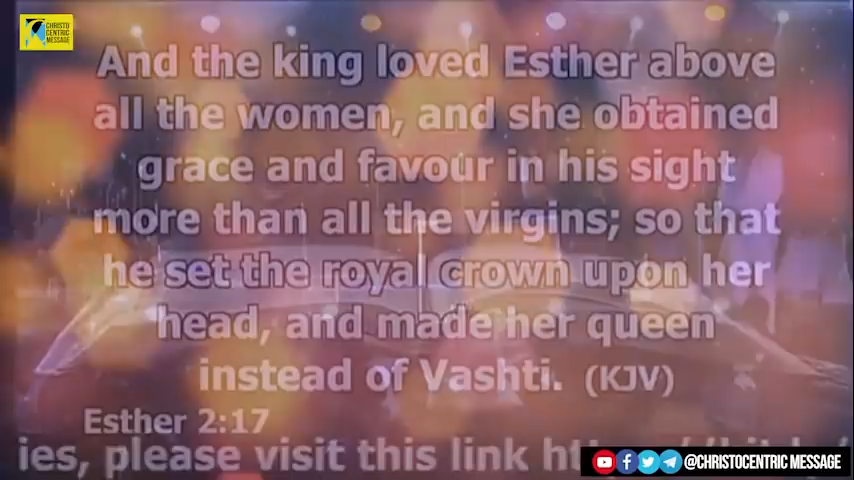 CHRISTO
CENTRIC
MESSAGE
And the king loved Esther above
all the women, and she obtained
grace and favour in his sight
more than all the virgins; so that
he set the royal crown upon her
head, and made her queen
instead of Vashti. (KJV)
Esther 2:17
ies, please visit this link
@CHRISTOCENTRIC MESSAGE